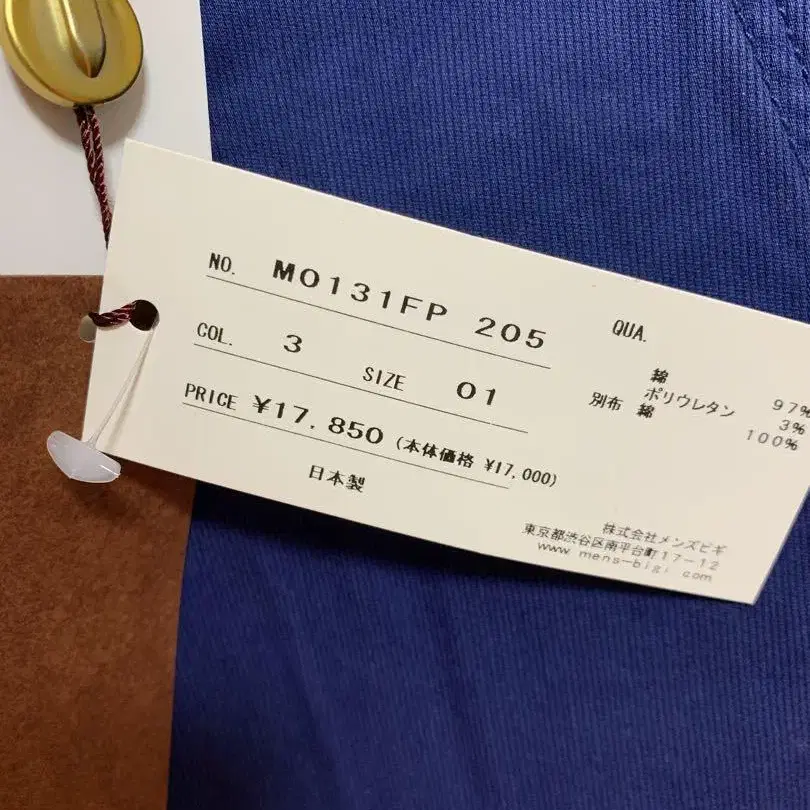 NO. M0131FP 205
COL. 3 SIZE 01
PRICE ¥17.850 (本体価格 ¥17,000)
日本製
QUA.
綿 97%
ポリウレタン 3%
別布 綿 100%
株式会社メンズビギ
東京都渋谷区南平台町17-12
www mens-bigi com